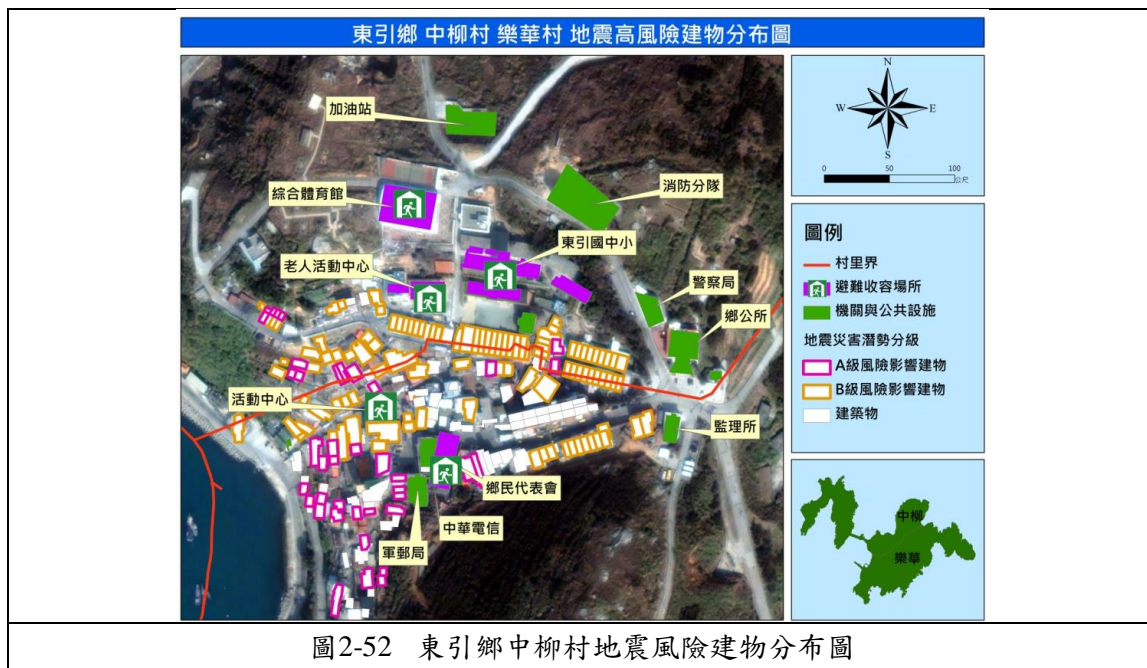 東引鄉 中柳村 樂華村 地震高風險建物分布圖
加油站
消防分隊
綜合體育館
東引國中小
老人活動中心
警察局
鄉公所
活動中心
監理所
鄉民代表會
中華電信
軍郵局
N
W
E
S
0
50
100
公尺
圖例
村里界
避難收容場所
機關與公共設施
地震災害潛勢分級
A級風險影響建物
B級風險影響建物
建築物
中柳
樂華
圖2-52 東引鄉中柳村地震風險建物分布圖